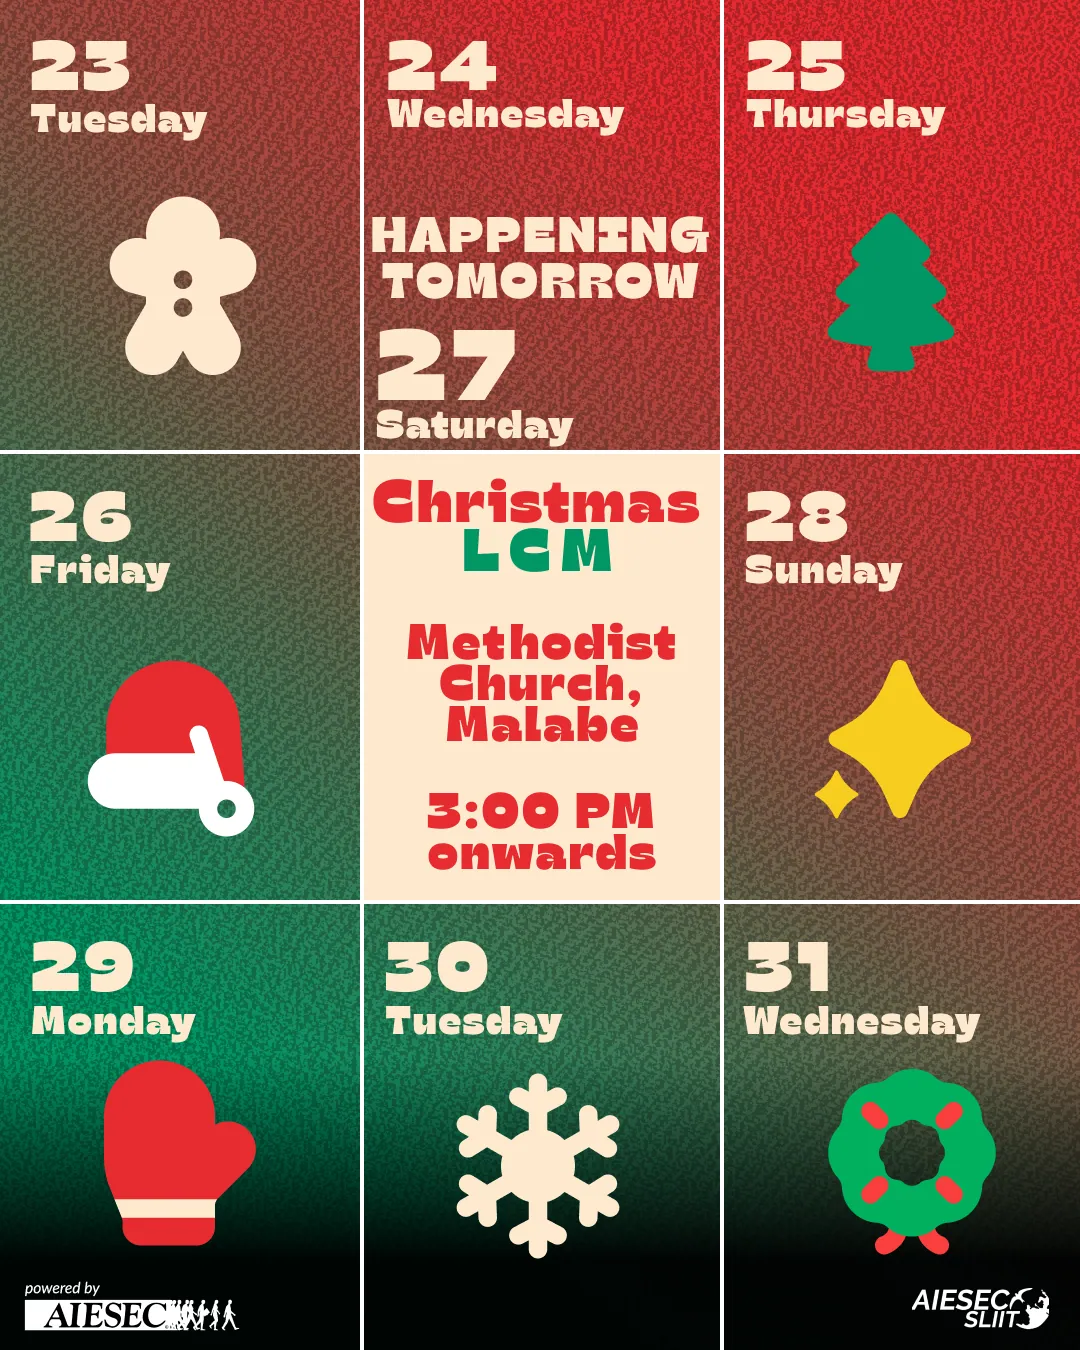 23
Tuesday
24
Wednesday
25
Thursday
HAPPENING
TOMORROW
27
Saturday
26
Friday
Christmas
LCM
Methodist
Church,
Malabe
3:00 PM
onwards
28
Sunday
29
Monday
30
Tuesday
31
Wednesday
powered by
AIESEC
AIESEC
SLIIT